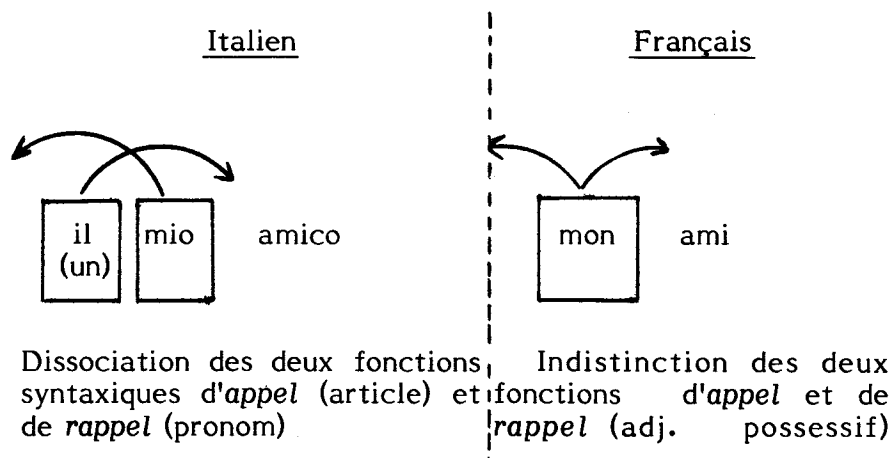 Italien
il mio amico
(un)
Dissociation des deux fonctions
syntaxiques d'appel (article) et
de rappel (pronom)
Français
mon ami
Indistinction des deux
fonctions d'appel et de
rappel (adj. possessif)